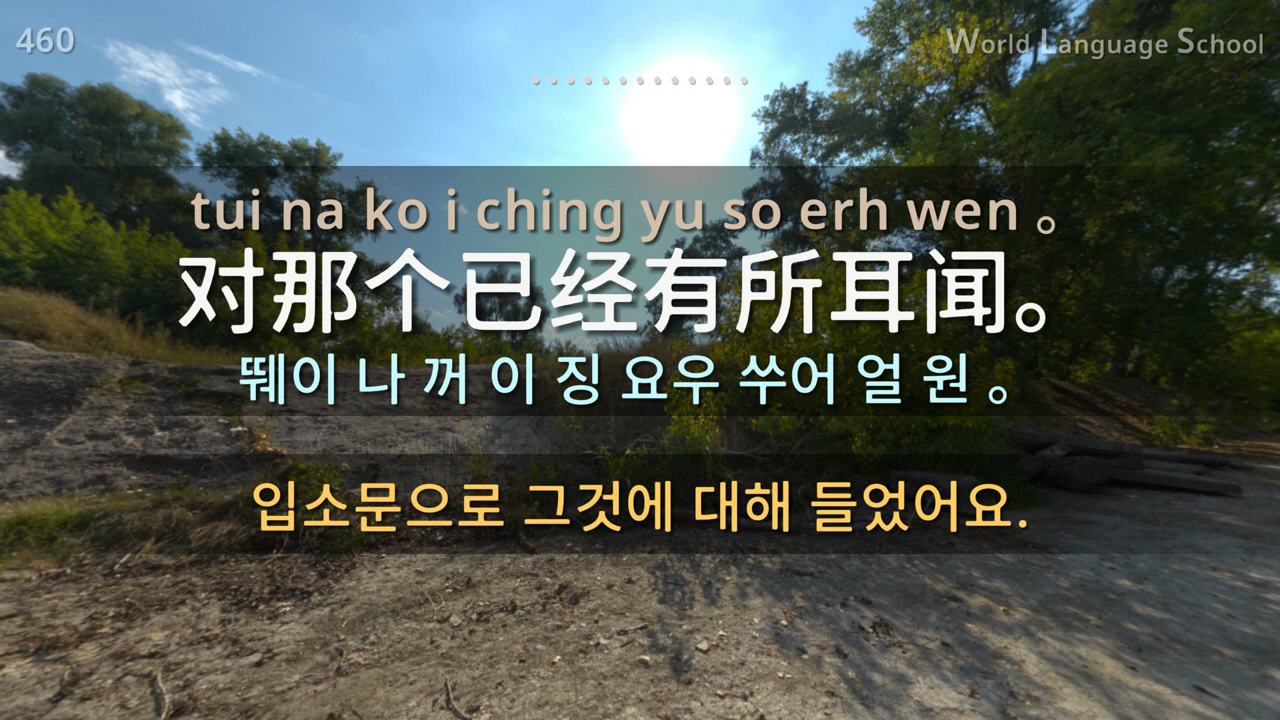 460
World Language School
tui na ko i ching yu so erh wen 。
对那个已经有所耳闻。
뛔이 나 꺼 이 징 요우 쑤어 얼 원 。
입소문으로 그것에 대해 들었어요.